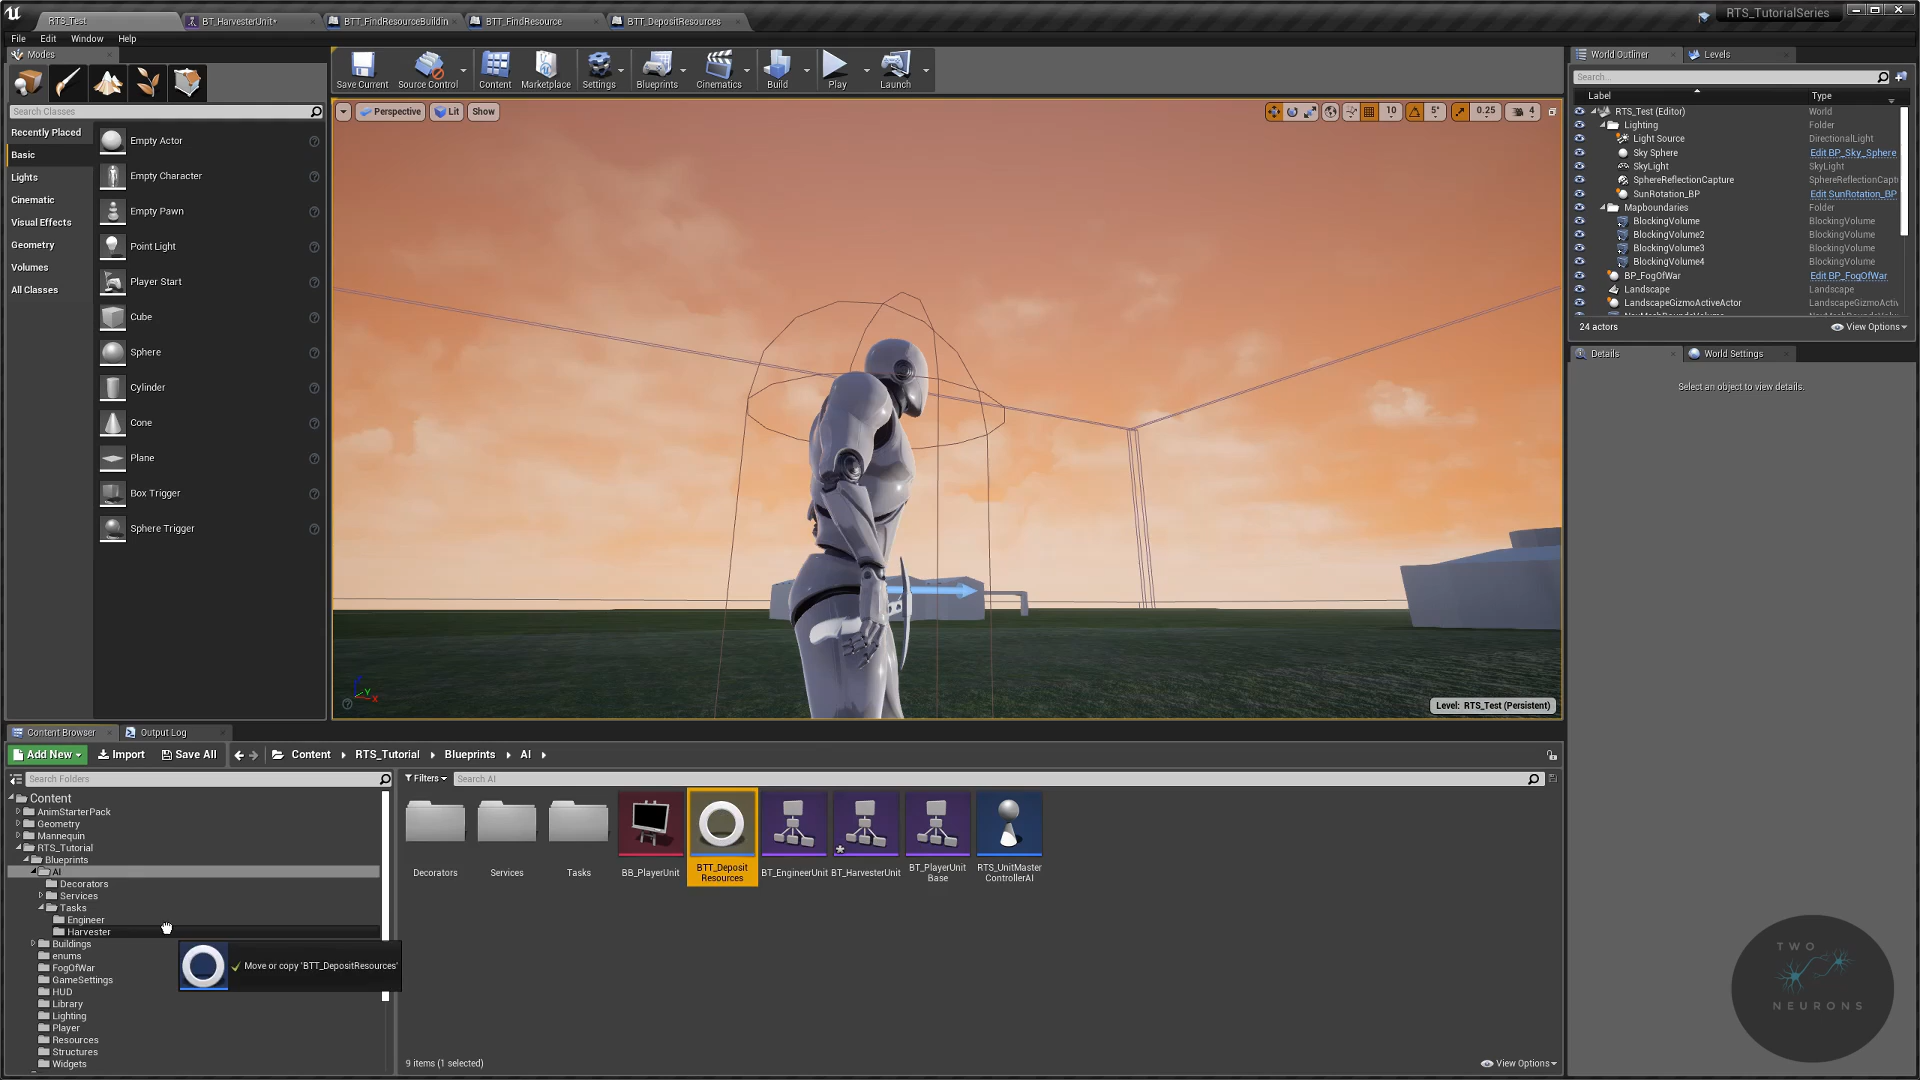 RTS_Test
BT_HarvesterUnit*
BTT_FindResourceBuildin
BTT_FindResource
BTT_DepositResources
RTS_TutorialSeries
File Edit Window Help
Modes
Save Current
Source Control
Content
Marketplace
Settings
Blueprints
Cinematics
Build
Play
Launch
Search Classes
Recently Placed
Basic
Lights
Cinematic
Visual Effects
Geometry
Volumes
All Classes
Empty Actor
Empty Character
Empty Pawn
Point Light
Player Start
Cube
Sphere
Cylinder
Cone
Plane
Box Trigger
Sphere Trigger
Perspective
Lit
Show
10
5°
0.25
4
X
Y
Level: RTS_Test (Persistent)
World Outliner
Levels
Search...
Label Type
RTS_Test (Editor) World
Lighting Folder
Light Source DirectionalLight
Sky Sphere Edit BP_Sky_Sphere
SkyLight SkyLight
SphereReflectionCapture SphereReflectionCapt
SunRotation_BP Edit SunRotation_BP
Mapboundaries Folder
BlockingVolume BlockingVolume
BlockingVolume2 BlockingVolume
BlockingVolume3 BlockingVolume
BlockingVolume4 BlockingVolume
BP_FogOfWar Edit BP_FogOfWar
Landscape Landscape
LandscapeGizmoActiveActor LandscapeGizmoActiv
24 actors
View Options
Details
World Settings
Select an object to view details.
Content Browser
Output Log
Add New
Import
Save All
Content
RTS_Tutorial
Blueprints
AI
Search Folders
Filters
Search AI
Content
AnimStarterPack
Geometry
Mannequin
RTS_Tutorial
Blueprints
AI
Decorators
Services
Tasks
Engineer
Harvester
Buildings
enums
FogOfWar
GameSettings
HUD
Library
Lighting
Player
Resources
Structures
Widgets
Move or copy 'BTT_DepositResources'
Decorators
Services
Tasks
BB_PlayerUnit
BTT_Deposit
Resources
BT_EngineerUnit
BT_HarvesterUnit
BT_PlayerUnit
Base
RTS_UnitMaster
ControllerAI
9 items (1 selected)
View Options
TWO
NEURONS